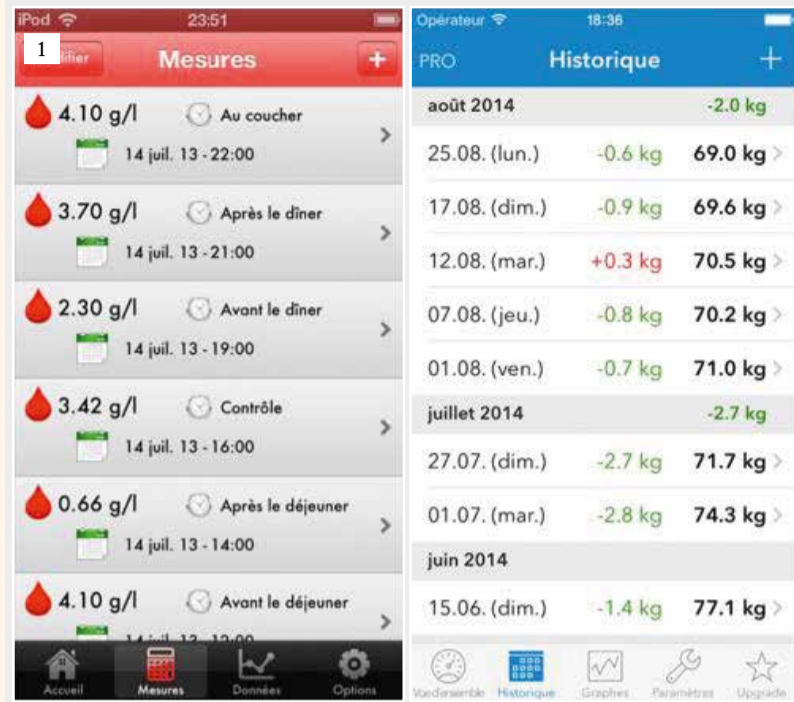 iPod 23:51
1
Mesures +
4.10 g/l Au coucher
14 juil. 13 - 22:00
3.70 g/l Après le dîner
14 juil. 13 - 21:00
2.30 g/l Avant le dîner
14 juil. 13 - 19:00
3.42 g/l Contrôle
14 juil. 13 - 16:00
0.66 g/l Après le déjeuner
14 juil. 13 - 14:00
4.10 g/l Avant le déjeuner
14 juil. 13 - 12:00
Accueil Mesures Données Options
Opérateur 18:36
PRO Historique +
août 2014 -2.0 kg
25.08. (lun.) -0.6 kg 69.0 kg >
17.08. (dim.) -0.9 kg 69.6 kg >
12.08. (mar.) +0.3 kg 70.5 kg >
07.08. (jeu.) -0.8 kg 70.2 kg >
01.08. (ven.) -0.7 kg 71.0 kg >
juillet 2014 -2.7 kg
27.07. (dim.) -2.7 kg 71.7 kg >
01.07. (mar.) -2.8 kg 74.3 kg >
juin 2014
15.06. (dim.) -1.4 kg 77.1 kg >
Vue d'ensemble Historique Graphes Paramètres Upgrade